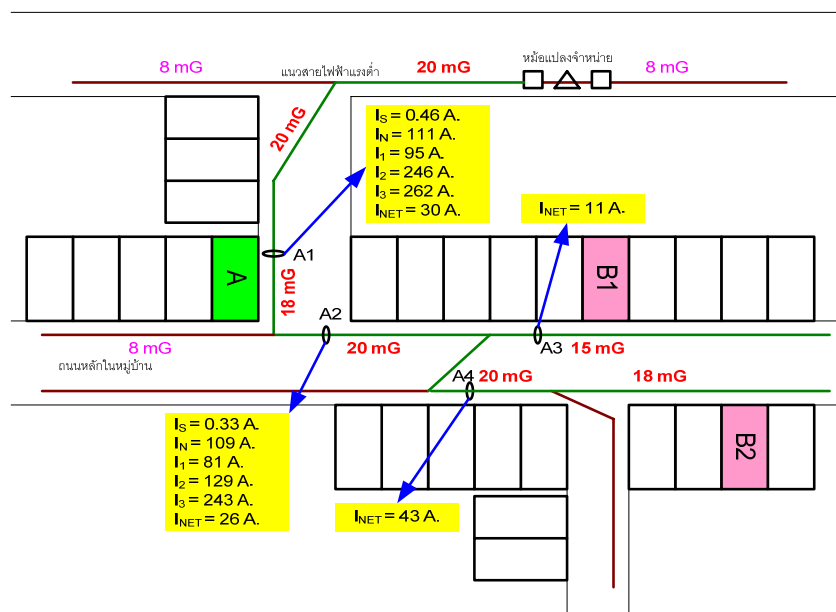 หม้อแปลงจำหน่าย
8 mG
แนวสายไฟฟ้าแรงต่ำ
20 mG
8 mG
20 mG
I_S = 0.46 A.
I_N = 111 A.
I_1 = 95 A.
I_2 = 246 A.
I_3 = 262 A.
I_NET = 30 A.
I_NET = 11 A.
A
A1
B1
18 mG
A2
8 mG
20 mG
A3
15 mG
ถนนหลักในหมู่บ้าน
A4
20 mG
18 mG
I_S = 0.33 A.
I_N = 109 A.
I_1 = 81 A.
I_2 = 129 A.
I_3 = 243 A.
I_NET = 26 A.
I_NET = 43 A.
B2